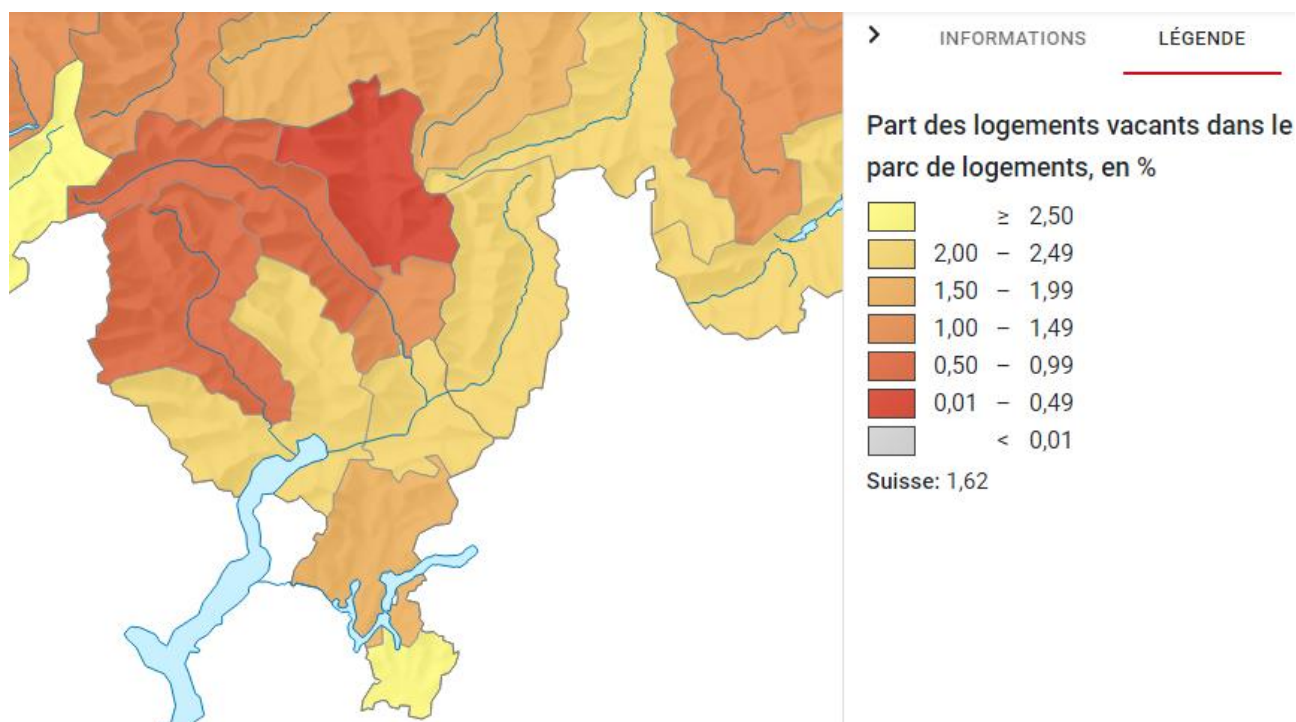 INFORMATIONS LÉGENDE
Part des logements vacants dans le
parc de logements, en %
≥ 2,50
2,00 – 2,49
1,50 – 1,99
1,00 – 1,49
0,50 – 0,99
0,01 – 0,49
< 0,01
Suisse: 1,62